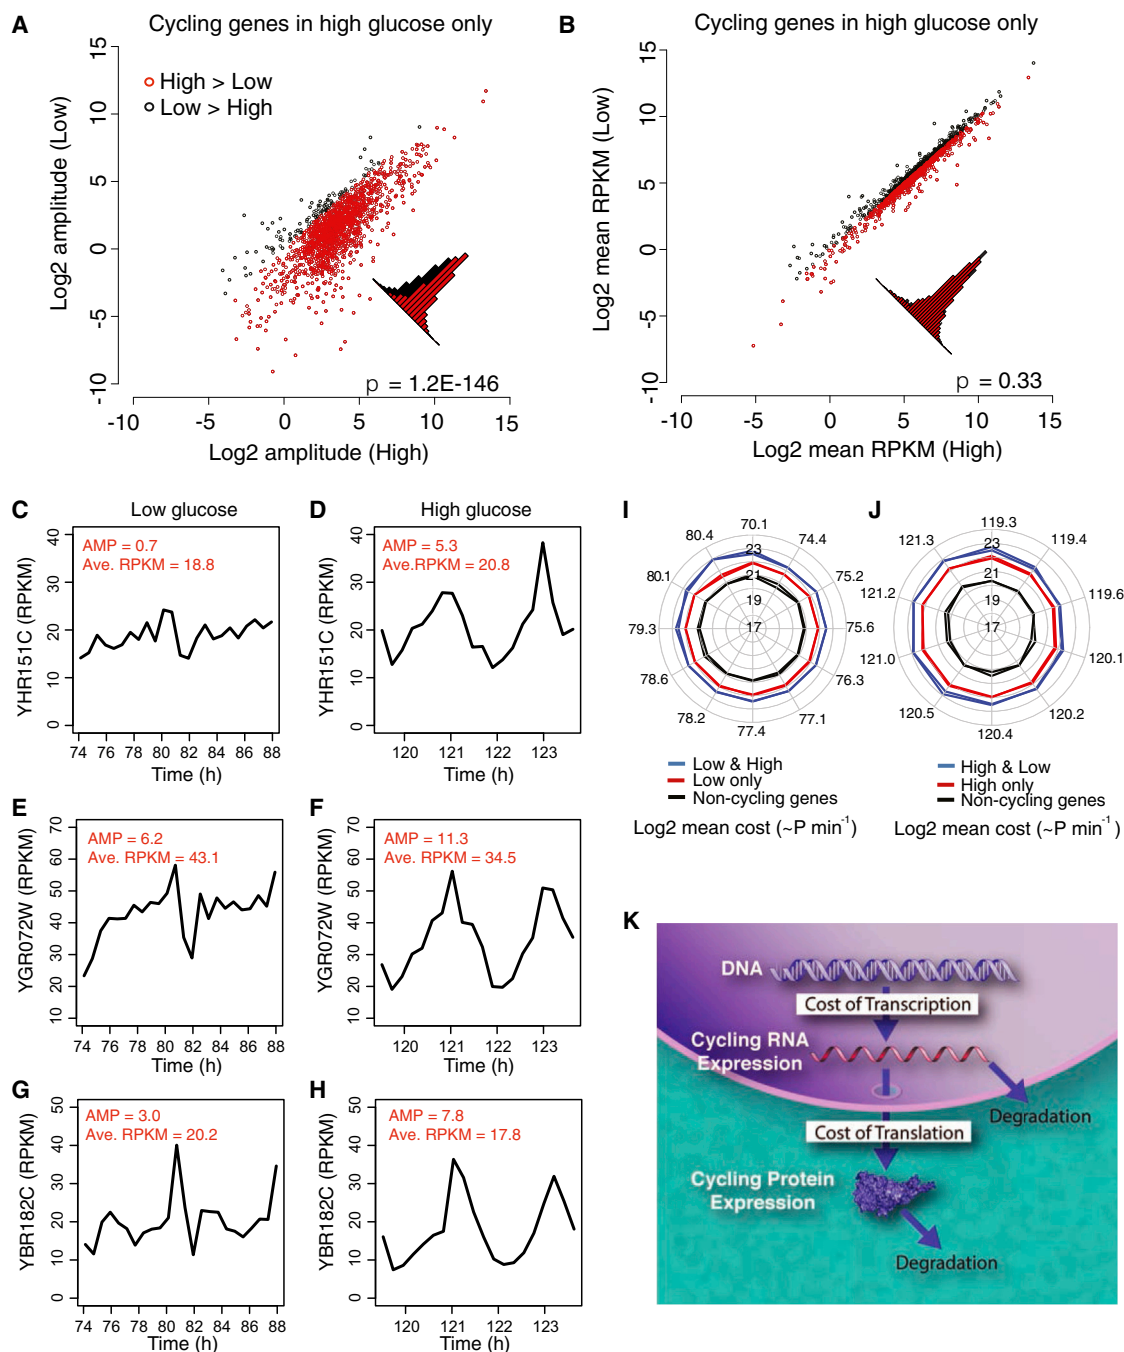 A
Cycling genes in high glucose only
High > Low
Low > High
Log2 amplitude (Low)
15
10
5
0
-5
-10
p = 1.2E-146
-10 -5 0 5 10 15
Log2 amplitude (High)
B
Cycling genes in high glucose only
Log2 mean RPKM (Low)
15
10
5
0
-5
-10
p = 0.33
-10 -5 0 5 10 15
Log2 mean RPKM (High)
C
Low glucose
AMP = 0.7
Ave. RPKM = 18.8
YHR151C (RPKM)
40
30
20
10
0
74 76 78 80 82 84 86 88
Time (h)
D
High glucose
AMP = 5.3
Ave.RPKM = 20.8
YHR151C (RPKM)
40
30
20
10
0
120 121 122 123
Time (h)
E
AMP = 6.2
Ave. RPKM = 43.1
YGR072W (RPKM)
70
60
50
40
30
20
10
74 76 78 80 82 84 86 88
Time (h)
F
AMP = 11.3
Ave. RPKM = 34.5
YGR072W (RPKM)
70
60
50
40
30
20
10
120 121 122 123
Time (h)
G
AMP = 3.0
Ave. RPKM = 20.2
YBR182C (RPKM)
50
40
30
20
10
0
74 76 78 80 82 84 86 88
Time (h)
H
AMP = 7.8
Ave. RPKM = 17.8
YBR182C (RPKM)
50
40
30
20
10
0
120 121 122 123
Time (h)
I
70.1
74.4
75.2
75.6
76.3
77.1
77.4
78.2
78.6
79.3
80.1
80.4
23
21
19
17
Low & High
Low only
Non-cycling genes
Log2 mean cost (~P min-1)
J
119.3
119.4
119.6
120.1
120.2
120.4
120.5
121.0
121.2
121.3
23
21
19
17
High & Low
High only
Non-cycling genes
Log2 mean cost (~P min-1)
K
DNA
Cost of Transcription
Cycling RNA
Expression
Degradation
Cost of Translation
Cycling Protein
Expression
Degradation